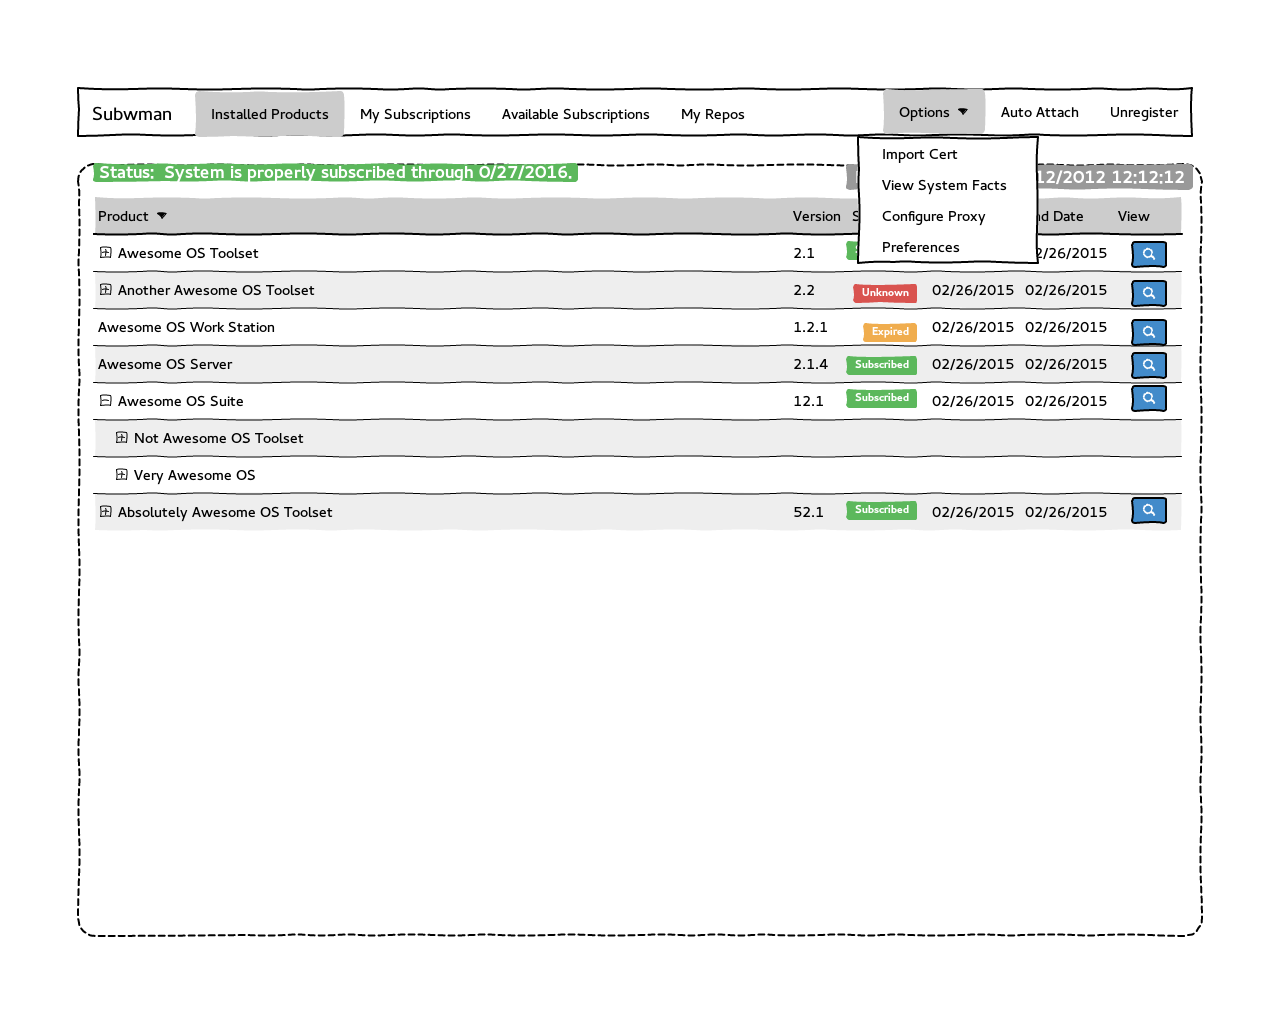 Subwman Installed Products My Subscriptions Available Subscriptions My Repos Options Auto Attach Unregister
Import Cert
View System Facts
Configure Proxy
Preferences
Status: System is properly subscribed through 0/27/2016.
12/2012 12:12:12
Product Version Date View
Awesome OS Toolset 2.1 /26/2015
Another Awesome OS Toolset 2.2 Unknown 02/26/2015 02/26/2015
Awesome OS Work Station 1.2.1 Expired 02/26/2015 02/26/2015
Awesome OS Server 2.1.4 Subscribed 02/26/2015 02/26/2015
Awesome OS Suite 12.1 Subscribed 02/26/2015 02/26/2015
Not Awesome OS Toolset
Very Awesome OS
Absolutely Awesome OS Toolset 52.1 Subscribed 02/26/2015 02/26/2015